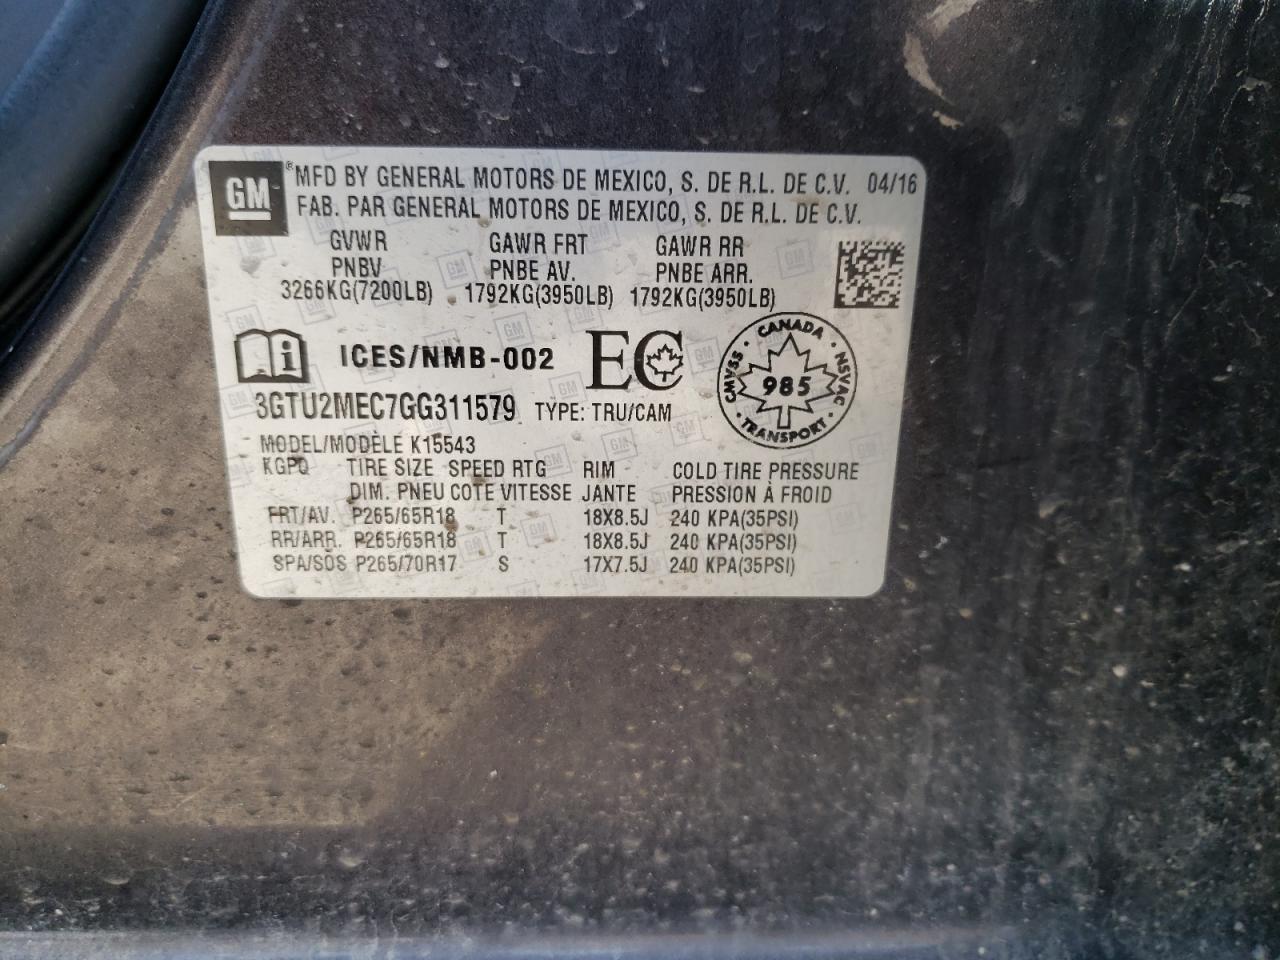 GM ® MFD BY GENERAL MOTORS DE MEXICO, S. DE R.L. DE C.V. 04/16
FAB. PAR GENERAL MOTORS DE MEXICO, S. DE R.L. DE C.V.
GVWR GAWR FRT GAWR RR
PNBV PNBE AV. PNBE ARR.
3266KG(7200LB) 1792KG(3950LB) 1792KG(3950LB)
i ICES/NMB-002 EC
CANADA · NSVAC · TRANSPORT · CMVSS ·
985
3GTU2MEC7GG311579 TYPE: TRU/CAM
MODEL/MODÈLE K15543
KGPQ TIRE SIZE SPEED RTG RIM COLD TIRE PRESSURE
DIM. PNEU COTE VITESSE JANTE PRESSION À FROID
FRT/AV. P265/65R18 T 18X8.5J 240 KPA(35PSI)
RR/ARR. P265/65R18 T 18X8.5J 240 KPA(35PSI)
SPA/SOS P265/70R17 S 17X7.5J 240 KPA(35PSI)